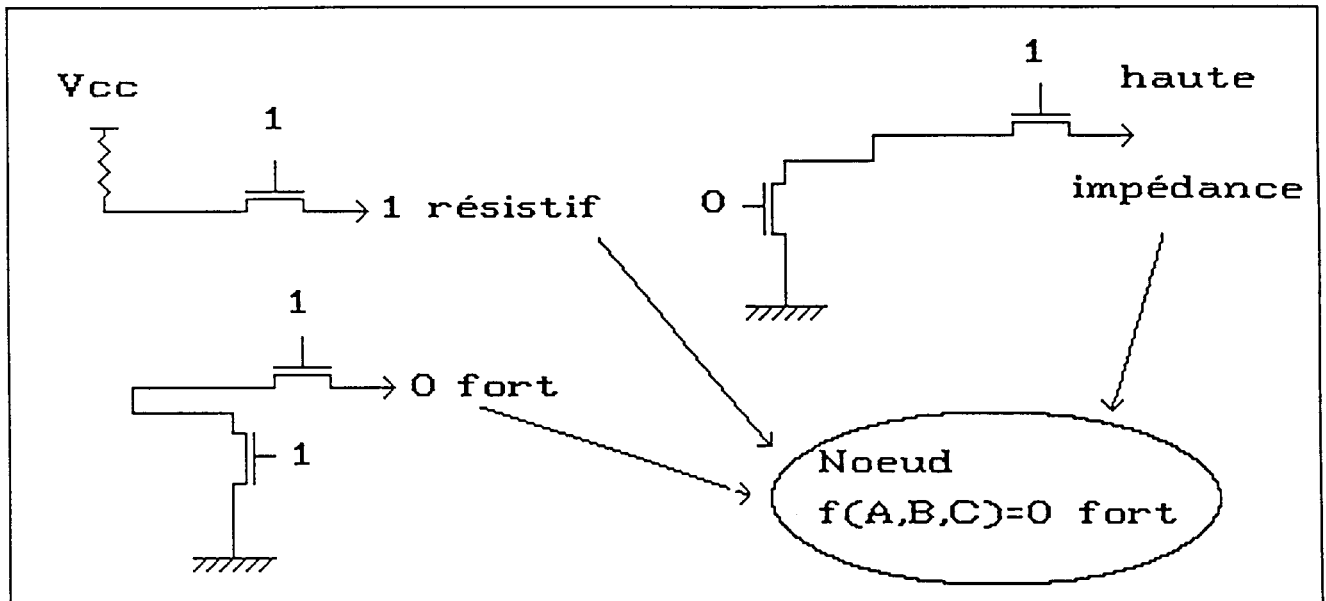 Vcc
1
1 résistif
1
haute
impédance
0
1
0 fort
1
Noeud
f(A,B,C)=0 fort